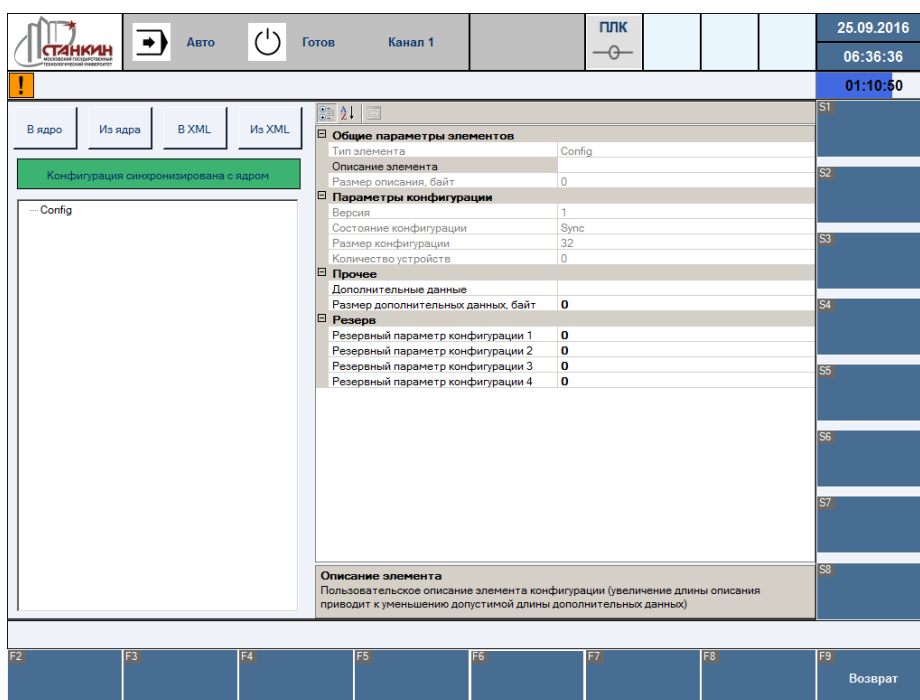 СТАНКИН
МОСКОВСКИЙ ГОСУДАРСТВЕННЫЙ
ТЕХНОЛОГИЧЕСКИЙ УНИВЕРСИТЕТ
Авто
Готов
Канал 1
ПЛК
25.09.2016
06:36:36
!
01:10:50
В ядро
Из ядра
В XML
Из XML
Конфигурация синхронизирована с ядром
Config
Общие параметры элементов
Тип элемента Config
Описание элемента
Размер описания, байт 0
Параметры конфигурации
Версия 1
Состояние конфигурации Sync
Размер конфигурации 32
Количество устройств 0
Прочее
Дополнительные данные
Размер дополнительных данных, байт 0
Резерв
Резервный параметр конфигурации 1 0
Резервный параметр конфигурации 2 0
Резервный параметр конфигурации 3 0
Резервный параметр конфигурации 4 0
Описание элемента
Пользовательское описание элемента конфигурации (увеличение длины описания
приводит к уменьшению допустимой длины дополнительных данных)
S1
S2
S3
S4
S5
S6
S7
S8
F2
F3
F4
F5
F6
F7
F8
F9
Возврат